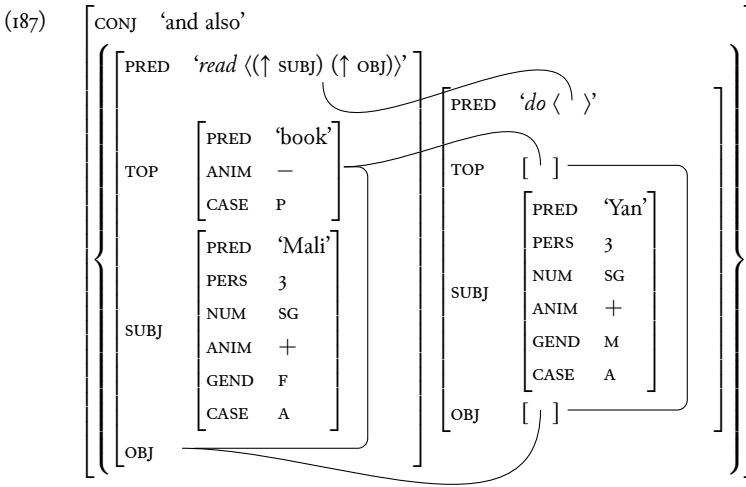 (187)
CONJ ‘and also’
PRED ‘read ⟨(↑ SUBJ) (↑ OBJ)⟩’
TOP
PRED ‘book’
ANIM −
CASE P
SUBJ
PRED ‘Mali’
PERS 3
NUM SG
ANIM +
GEND F
CASE A
OBJ
PRED ‘do ⟨ ⟩’
TOP [ ]
SUBJ
PRED ‘Yan’
PERS 3
NUM SG
ANIM +
GEND M
CASE A
OBJ [ ]